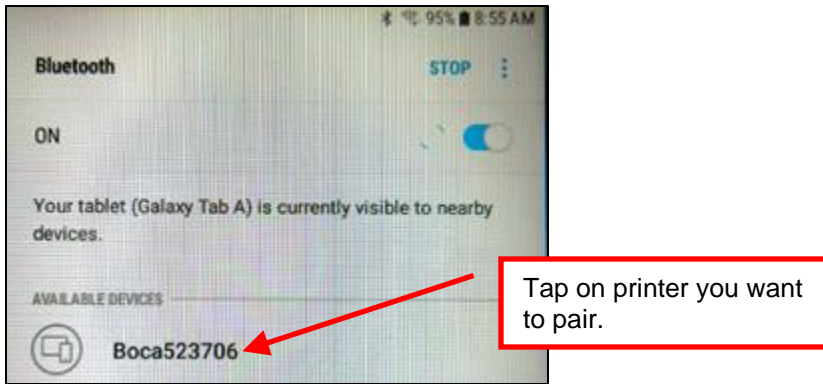 95% 8:55 AM
Bluetooth STOP
ON
Your tablet (Galaxy Tab A) is currently visible to nearby
devices.
AVAILABLE DEVICES
Boca523706
Tap on printer you want
to pair.